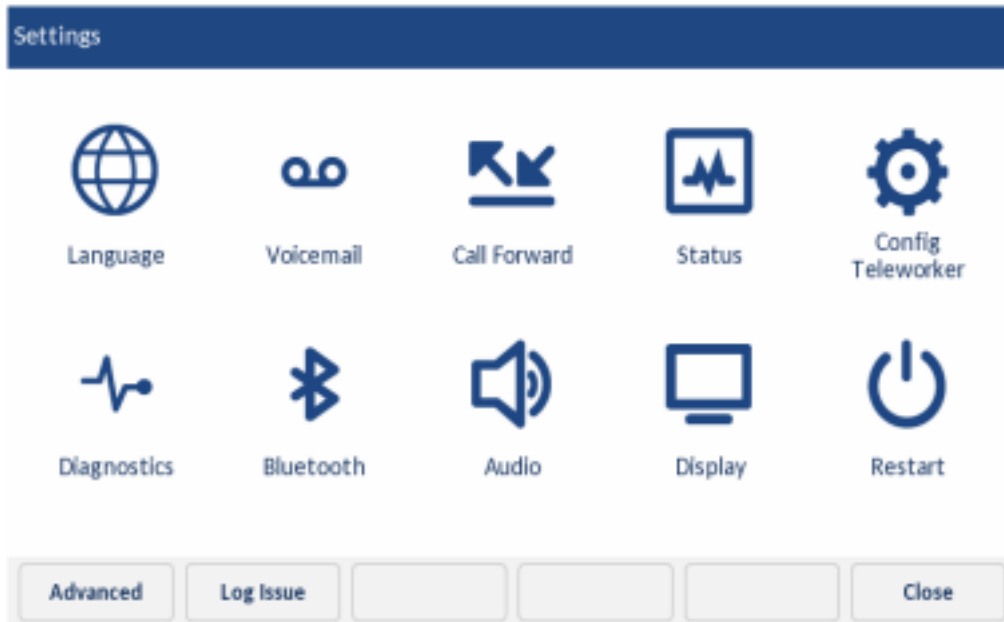 Settings
Language
Voicemail
Call Forward
Status
Config
Teleworker
Diagnostics
Bluetooth
Audio
Display
Restart
Advanced
Log Issue
Close